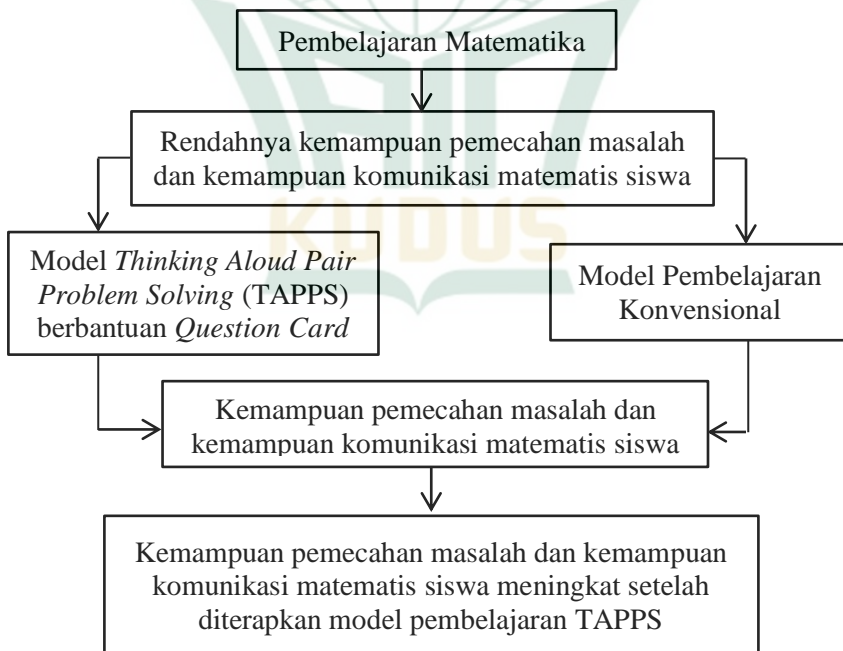 Pembelajaran Matematika
Rendahnya kemampuan pemecahan masalah
dan kemampuan komunikasi matematis siswa
Model Thinking Aloud Pair
Problem Solving (TAPPS)
berbantuan Question Card
Model Pembelajaran
Konvensional
Kemampuan pemecahan masalah dan
kemampuan komunikasi matematis siswa
Kemampuan pemecahan masalah dan kemampuan
komunikasi matematis siswa meningkat setelah
diterapkan model pembelajaran TAPPS
KUDUS